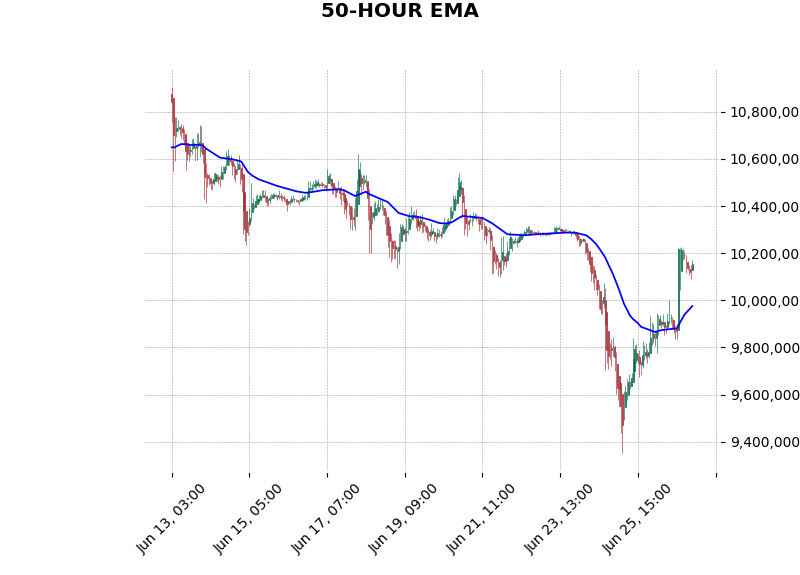 50-HOUR EMA
10,800,00
10,600,00
10,400,00
10,200,00
10,000,00
9,800,000
9,600,000
9,400,000
Jun 13, 03:00
Jun 15, 05:00
Jun 17, 07:00
Jun 19, 09:00
Jun 21, 11:00
Jun 23, 13:00
Jun 25, 15:00